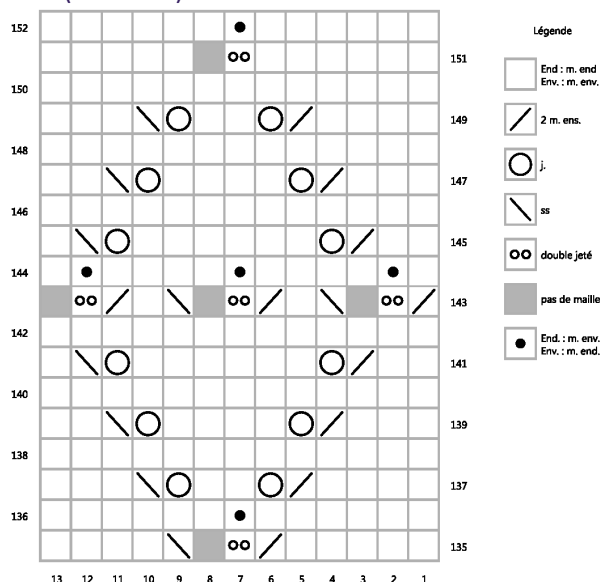 152
151
150
149
148
147
146
145
144
143
142
141
140
139
138
137
136
135
13 12 11 10 9 8 7 6 5 4 3 2 1
Légende
End : m. end
Env. : m. env.
2 m. ens.
j.
ss
double jeté
pas de maille
End. : m. env.
Env. : m. end.